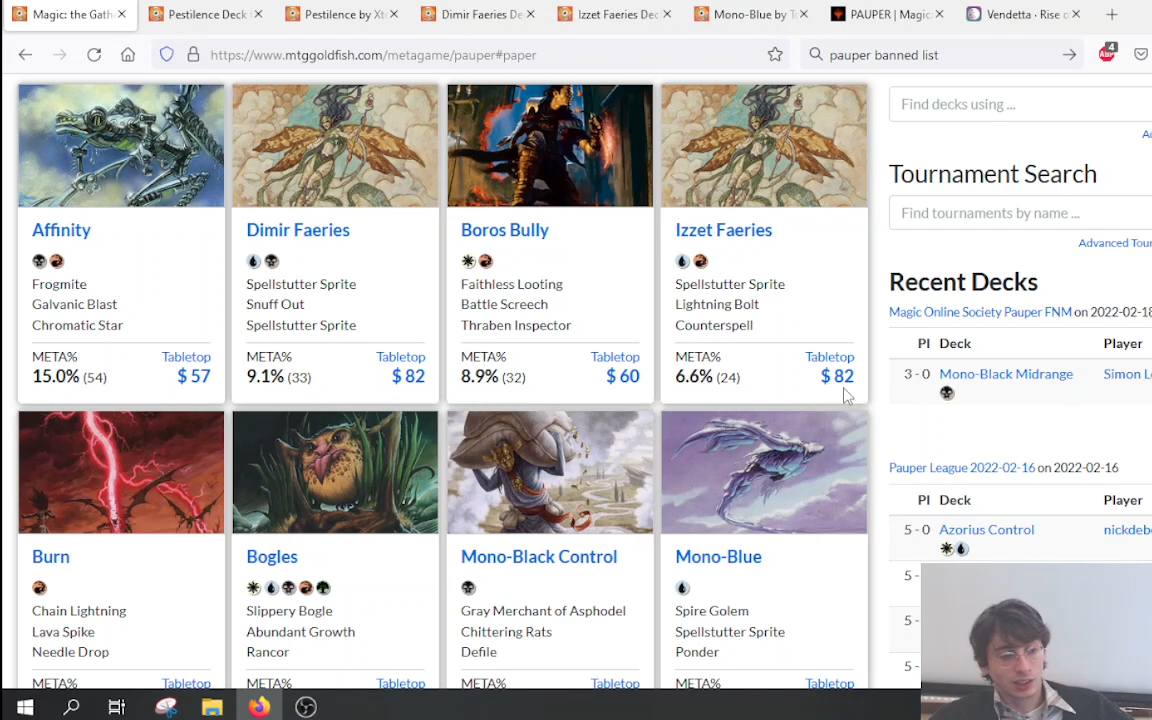 Magic: the Gath
Pestilence Deck
Pestilence by Xt
Dimir Faeries De
Izzet Faeries Dec
Mono-Blue by T
PAUPER | Magic
Vendetta - Rise o
https://www.mtggoldfish.com/metagame/pauper#paper
pauper banned list
4
Find decks using ...
Tournament Search
Find tournaments by name ...
Advanced Tour
Affinity
Frogmite
Galvanic Blast
Chromatic Star
META% Tabletop
15.0% (54) $ 57
Dimir Faeries
Spellstutter Sprite
Snuff Out
Spellstutter Sprite
META% Tabletop
9.1% (33) $ 82
Boros Bully
Faithless Looting
Battle Screech
Thraben Inspector
META% Tabletop
8.9% (32) $ 60
Izzet Faeries
Spellstutter Sprite
Lightning Bolt
Counterspell
META% Tabletop
6.6% (24) $ 82
Burn
Chain Lightning
Lava Spike
Needle Drop
META% Tabletop
Bogles
Slippery Bogle
Abundant Growth
Rancor
META% Tabletop
Mono-Black Control
Gray Merchant of Asphodel
Chittering Rats
Defile
META% Tabletop
Mono-Blue
Spire Golem
Spellstutter Sprite
Ponder
META% Tabletop
Recent Decks
Magic Online Society Pauper FNM on 2022-02-18
Pl Deck Player
3 - 0 Mono-Black Midrange Simon L
Pauper League 2022-02-16 on 2022-02-16
Pl Deck Player
5 - 0 Azorius Control nickdeb
5 -
5 -
5 -